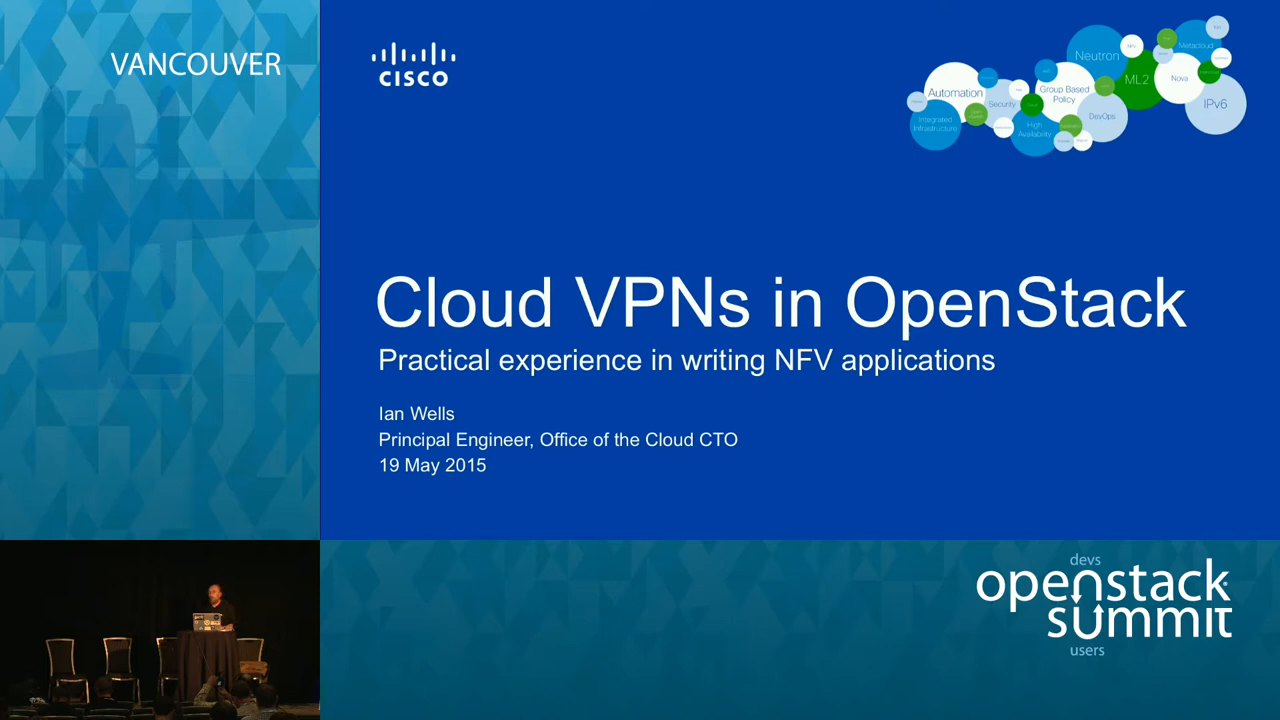 VANCOUVER
CISCO
Neutron
Metacloud
ML2
Nova
IPv6
Automation
Group Based
Policy
Security
DevOps
Integrated
Infrastructure
High
Availability
Cloud VPNs in OpenStack
Practical experience in writing NFV applications
Ian Wells
Principal Engineer, Office of the Cloud CTO
19 May 2015
devs
openstack
summit
users